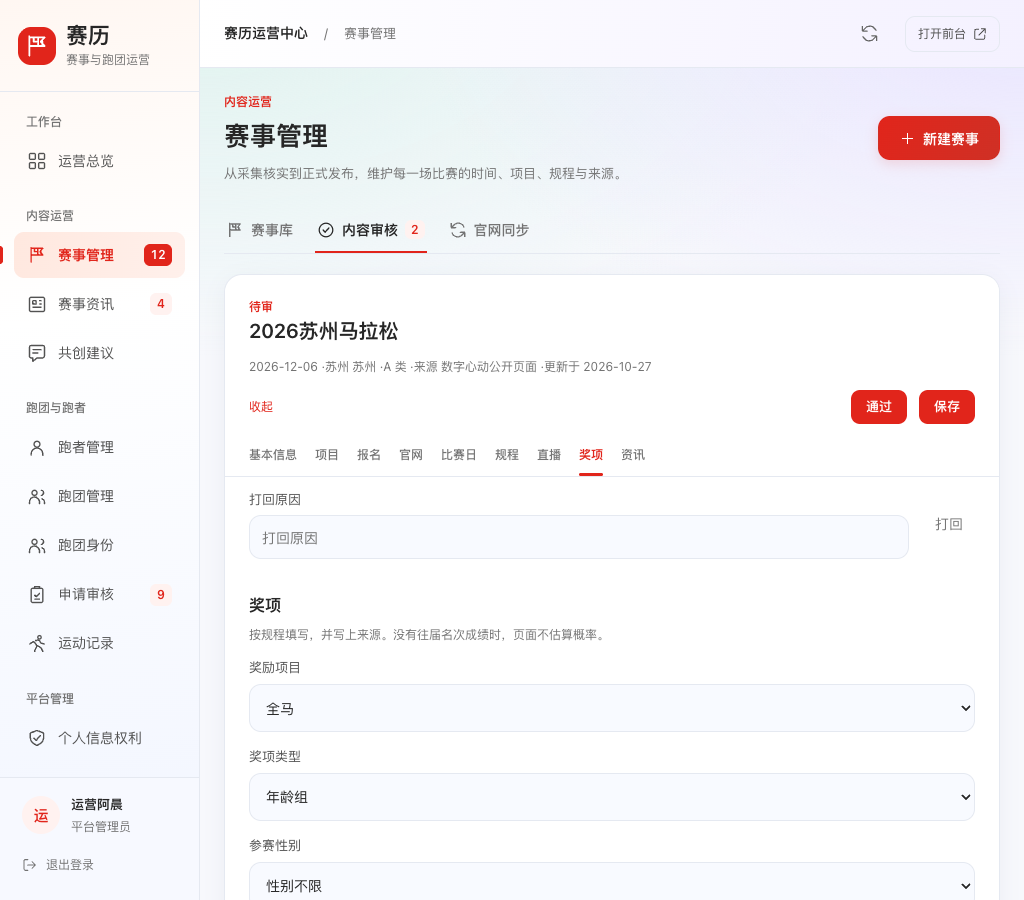 赛历
赛事与跑团运营
工作台
运营总览
内容运营
赛事管理 12
赛事资讯 4
共创建议
跑团与跑者
跑者管理
跑团管理
跑团身份
申请审核 9
运动记录
平台管理
个人信息权利
运 运营阿晨
平台管理员
退出登录
赛历运营中心 / 赛事管理
打开前台
内容运营
赛事管理
从采集核实到正式发布，维护每一场比赛的时间、项目、规程与来源。
新建赛事
赛事库 内容审核 2 官网同步
待审
2026苏州马拉松
2026-12-06 ·苏州 苏州 ·A 类 ·来源 数字心动公开页面 ·更新于 2026-10-27
收起 通过 保存
基本信息 项目 报名 官网 比赛日 规程 直播 奖项 资讯
打回原因
打回原因 打回
奖项
按规程填写，并写上来源。没有往届名次成绩时，页面不估算概率。
奖励项目
全马
奖项类型
年龄组
参赛性别
性别不限